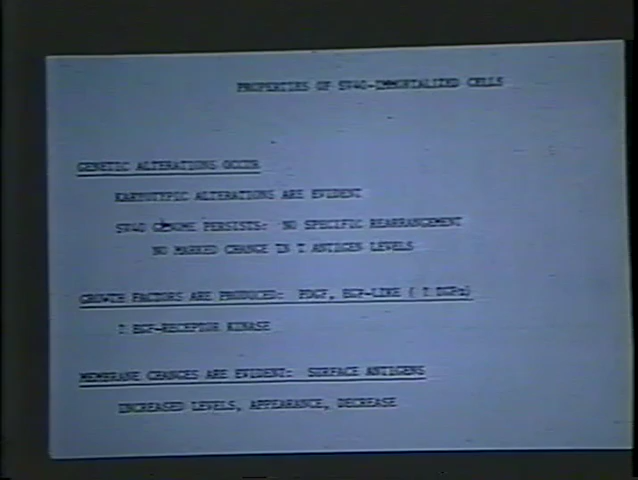 PROPERTIES OF SV40-IMMORTALIZED CELLS
GENETIC ALTERATIONS OCCUR
KARYOTYPIC ALTERATIONS ARE EVIDENT
SV40 GENOME PERSISTS: NO SPECIFIC REARRANGEMENT
NO MARKED CHANGE IN T ANTIGEN LEVELS
GROWTH FACTORS ARE PRODUCED: PDGF, EGF-LIKE (
EGF-RECEPTOR KINASE
MEMBRANE CHANGES ARE EVIDENT: SURFACE ANTIGENS
INCREASED LEVELS, APPEARANCE, DECREASE